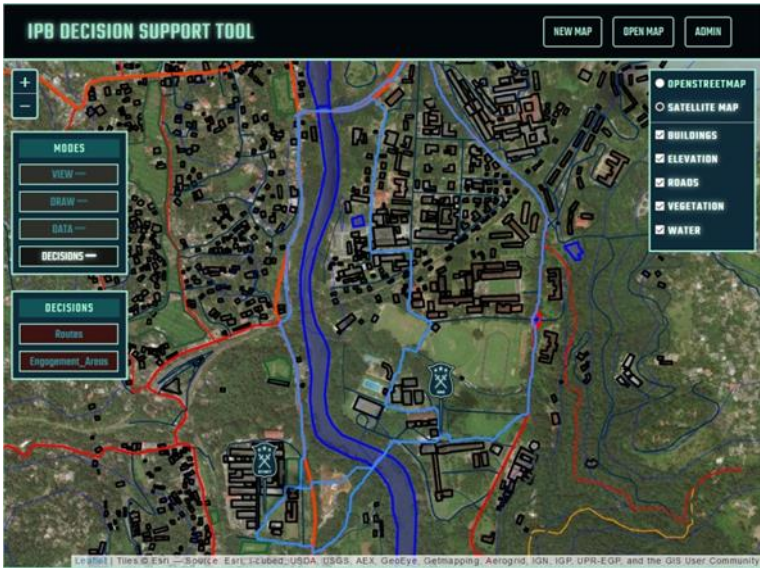 IPB DECISION SUPPORT TOOL
NEW MAP
OPEN MAP
ADMIN
+
−
OPENSTREETMAP
SATELLITE MAP
BUILDINGS
ELEVATION
ROADS
VEGETATION
WATER
MODES
VIEW
DRAW
DATA
DECISIONS
DECISIONS
Routes
Engagement_Areas
Leaflet | Tiles © Esri — Source: Esri, i-cubed, USDA, USGS, AEX, GeoEye, Getmapping, Aerogrid, IGN, IGP, UPR-EGP, and the GIS User Community